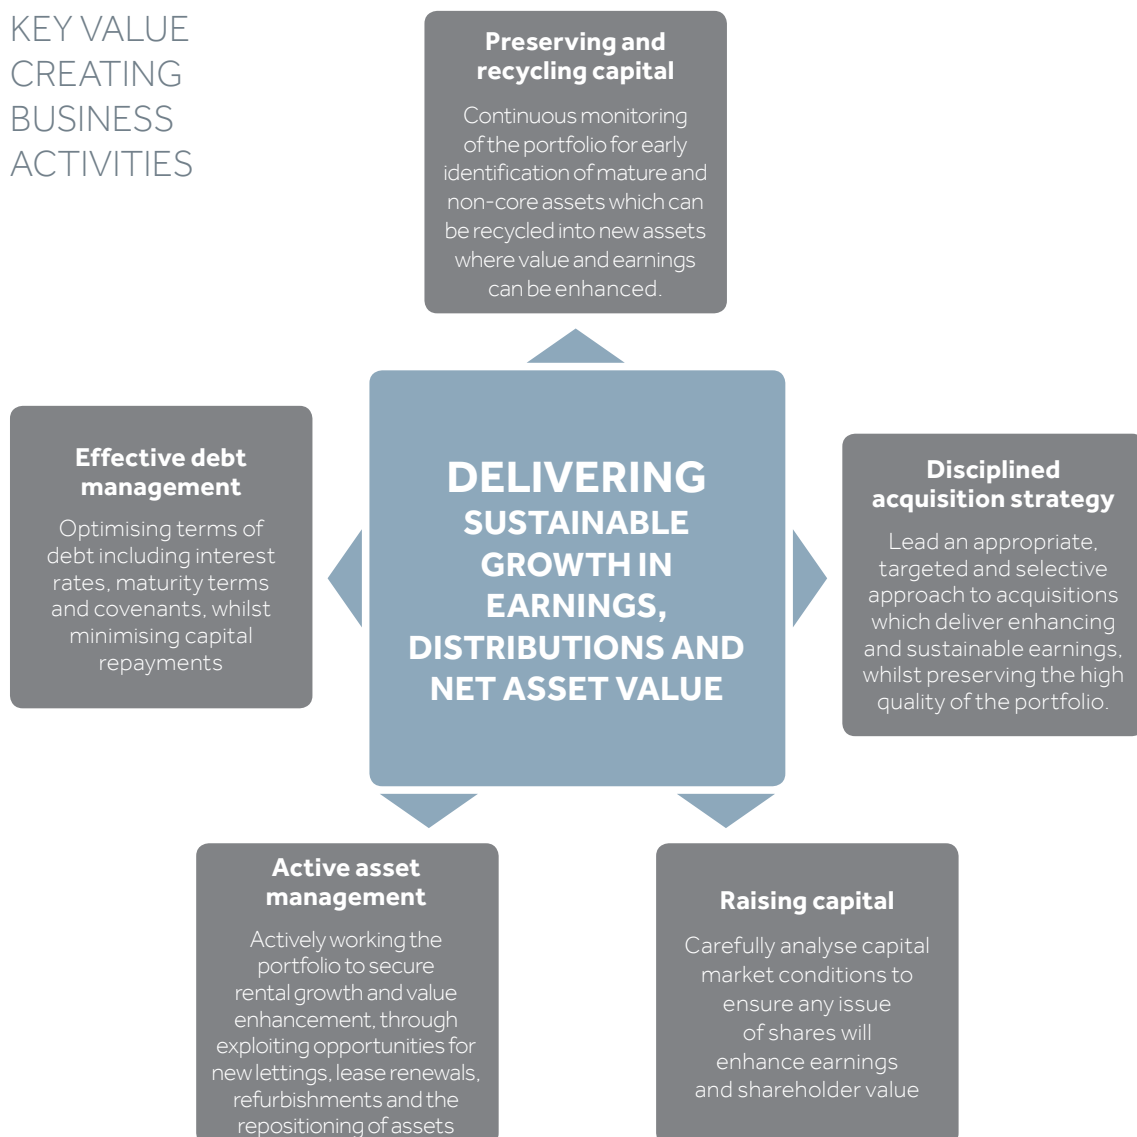 KEY VALUE
CREATING
BUSINESS
ACTIVITIES
Preserving and
recycling capital
Continuous monitoring
of the portfolio for early
identification of mature and
non-core assets which can
be recycled into new assets
where value and earnings
can be enhanced.
Effective debt
management
Optimising terms of
debt including interest
rates, maturity terms
and covenants, whilst
minimising capital
repayments
DELIVERING
SUSTAINABLE
GROWTH IN
EARNINGS,
DISTRIBUTIONS AND
NET ASSET VALUE
Disciplined
acquisition strategy
Lead an appropriate,
targeted and selective
approach to acquisitions
which deliver enhancing
and sustainable earnings,
whilst preserving the high
quality of the portfolio.
Active asset
management
Actively working the
portfolio to secure
rental growth and value
enhancement, through
exploiting opportunities for
new lettings, lease renewals,
refurbishments and the
repositioning of assets
Raising capital
Carefully analyse capital
market conditions to
ensure any issue
of shares will
enhance earnings
and shareholder value